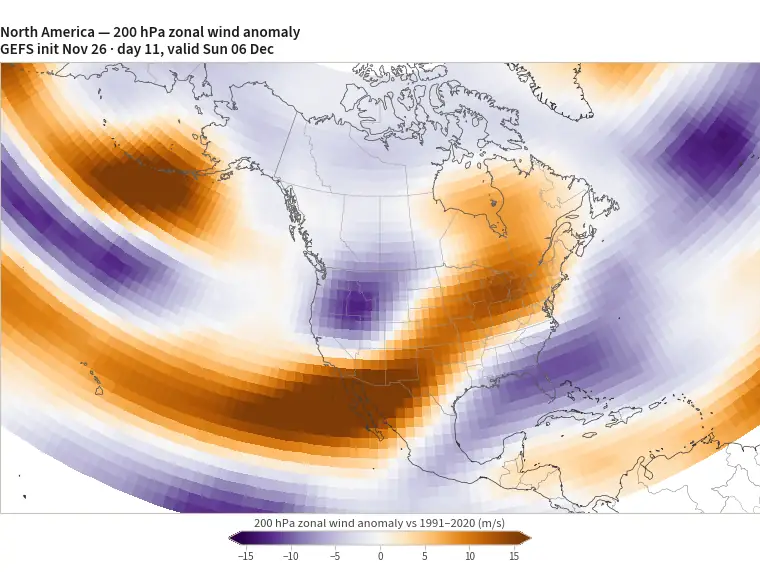 North America — 200 hPa zonal wind anomaly
GEFS init Nov 26 · day 11, valid Sun 06 Dec
200 hPa zonal wind anomaly vs 1991–2020 (m/s)
−15 −10 −5 0 5 10 15